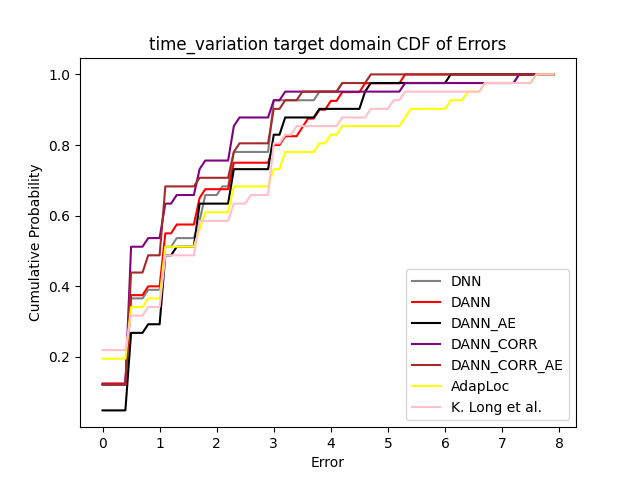 time_variation target domain CDF of Errors
Cumulative Probability
1.0
0.8
0.6
0.4
0.2
0 1 2 3 4 5 6 7 8
Error
DNN
DANN
DANN_AE
DANN_CORR
DANN_CORR_AE
AdapLoc
K. Long et al.